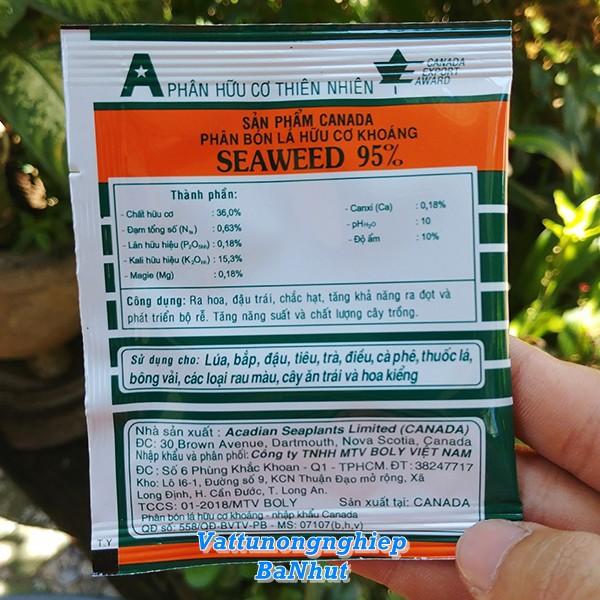 A PHÂN HỮU CƠ THIÊN NHIÊN
CANADA
EXPORT
AWARD
SẢN PHẨM CANADA
PHÂN BÓN LÁ HỮU CƠ KHOÁNG
SEAWEED 95%
Thành phần:
- Chất hữu cơ : 36,0%
- Đạm tổng số (Nts) : 0,63%
- Lân hữu hiệu (P2O5hh) : 0,18%
- Kali hữu hiệu (K2Ohh) : 15,3%
- Magie (Mg) : 0,18%
- Canxi (Ca) : 0,18%
- pHH2O : 10
- Độ ẩm : 10%
Công dụng: Ra hoa, đậu trái, chắc hạt, tăng khả năng ra đọt và
phát triển bộ rễ. Tăng năng suất và chất lượng cây trồng.
Sử dụng cho: Lúa, bắp, đậu, tiêu, trà, điều, cà phê, thuốc lá,
bông vải, các loại rau màu, cây ăn trái và hoa kiểng
Nhà sản xuất : Acadian Seaplants Limited (CANADA)
ĐC: 30 Brown Avenue, Dartmouth, Nova Scotia, Canada
Nhập khẩu và phân phối: Công ty TNHH MTV BOLY VIỆT NAM
ĐC: Số 6 Phùng Khắc Khoan - Q1 - TPHCM. ĐT: 38247717
Kho: Lô 16-1, Đường số 9, KCN Thuận Đạo mở rộng, Xã
Long Định, H. Cần Đước, T. Long An.
TCCS: 01-2018/MTV BOLY Sản xuất tại: CANADA
Phân bón lá hữu cơ khoáng - nhập khẩu Canada
QĐ số: 558/QĐ-BVTV-PB - MS: 07107(b,h,v)
T.Y
Vattunongnghiep
BaNhut